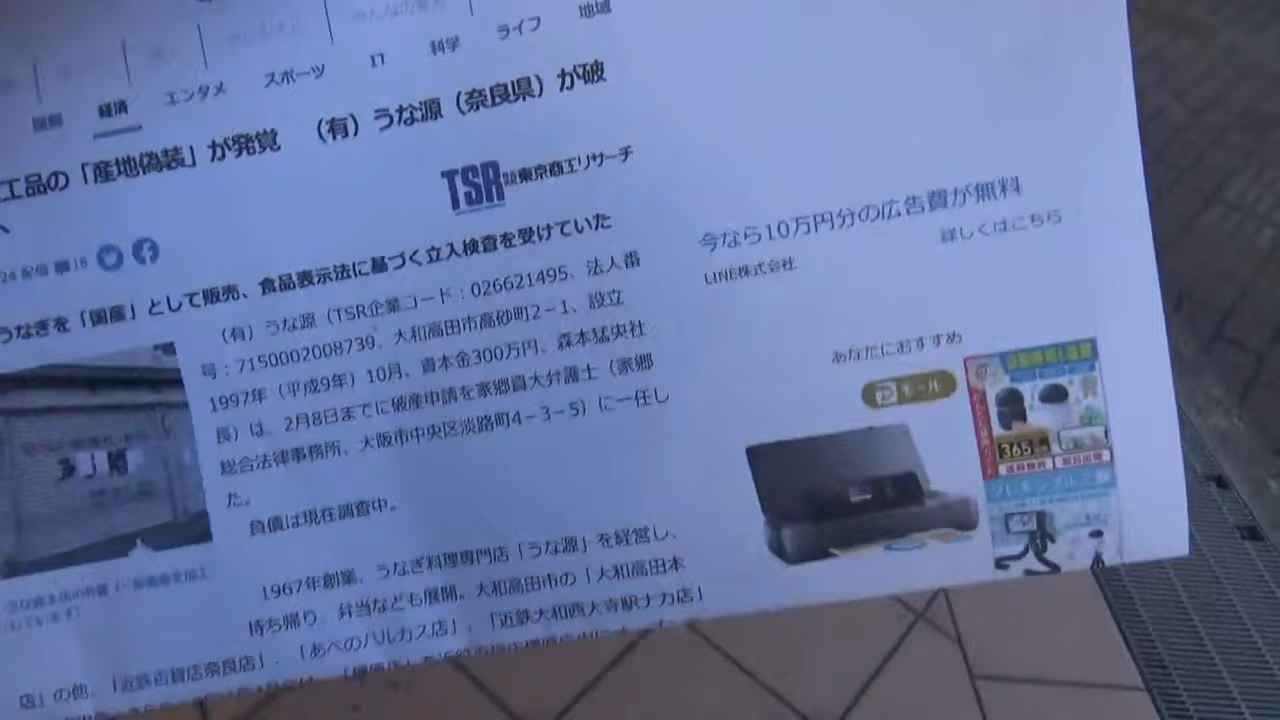 経済
エンタメ
スポーツ
IT
科学
ライフ
地域
工品の「産地偽装」が発覚 (有)うな源(奈良県)が破
TSR 東京商工リサーチ
配信 18
うなぎを「国産」として販売、食品表示法に基づく立入検査を受けていた
(有)うな源(TSR企業コード:026621495、法人番
号:7150002008739、大和高田市高砂町2-1、設立
1997年(平成9年)10月、資本金300万円、森本猛央社
長)は、2月8日までに破産申請を家郷資大弁護士(家郷
総合法律事務所、大阪市中央区淡路町4-3-5)に一任し
た。
負債は現在調査中。
1967年創業、うなぎ料理専門店「うな源」を経営し、
持ち帰り、弁当なども展開。大和高田市の「大和高田本
店」の他、「近鉄百貨店奈良店」、「あべのハルカス店」、「近鉄大和西大寺駅ナカ店」
今なら10万円分の広告費が無料
詳しくはこちら
LINE株式会社
あなたにおすすめ
モール
365